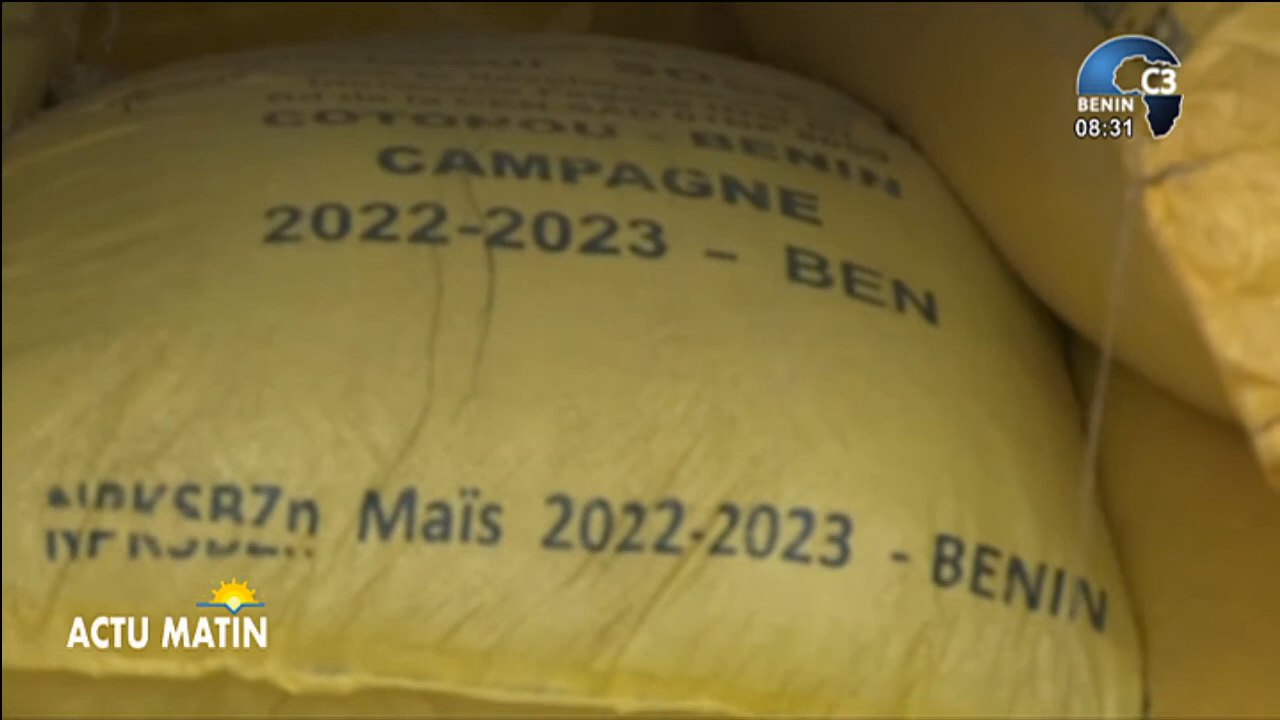 COTONOU - BENIN
CAMPAGNE
2022-2023 - BEN
NPKSBZn Maïs 2022-2023 - BENIN
C3
BENIN
08:31
ACTU MATIN